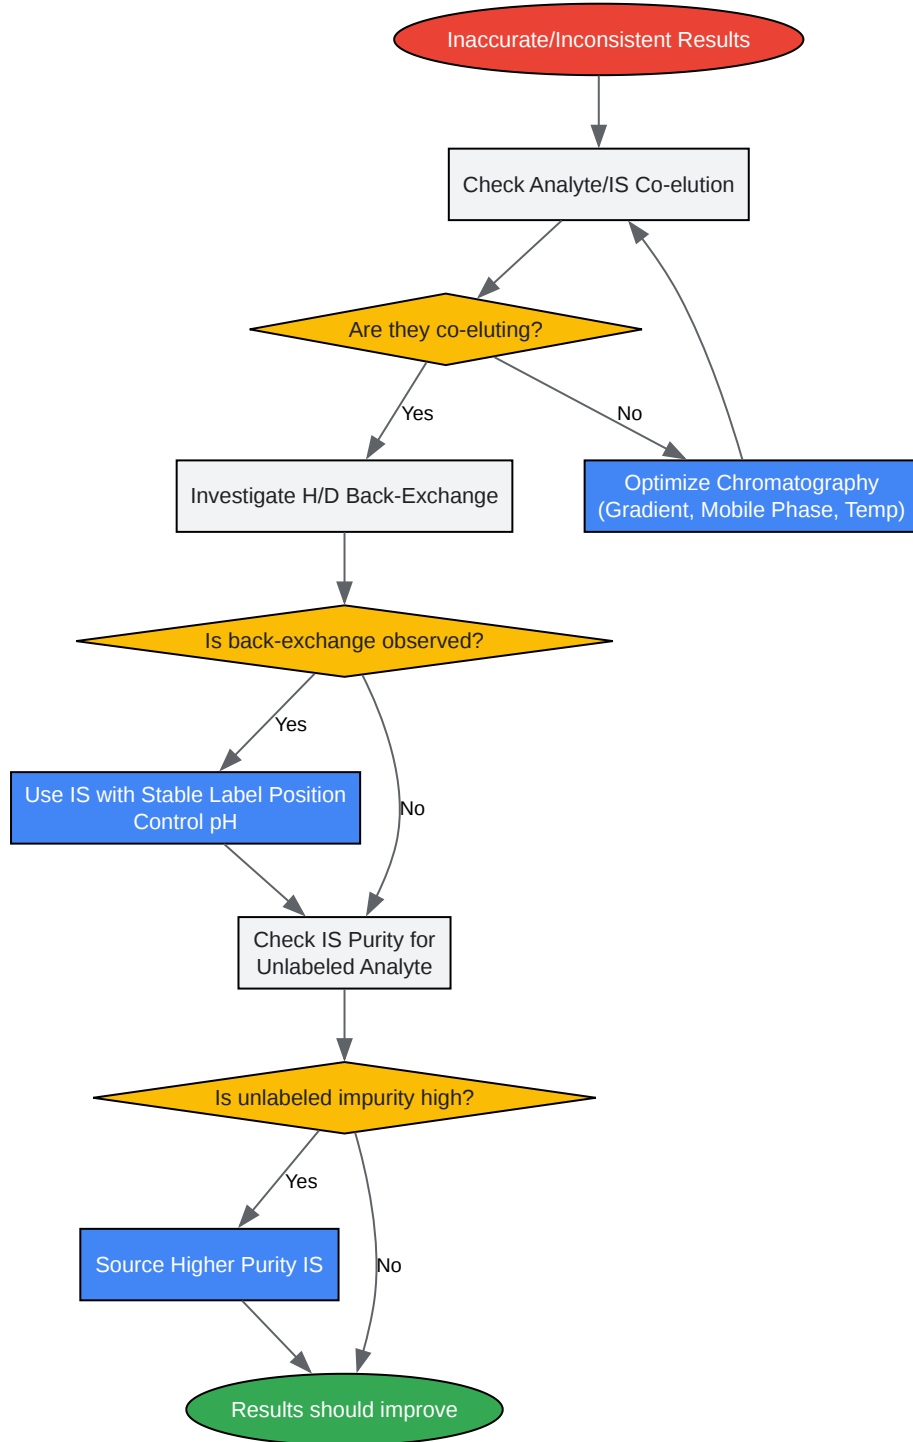 Inaccurate/Inconsistent Results
Check Analyte/IS Co-elution
Are they co-eluting?
Yes
No
Investigate H/D Back-Exchange
Optimize Chromatography
(Gradient, Mobile Phase, Temp)
Is back-exchange observed?
Yes
Use IS with Stable Label Position
Control pH
No
Check IS Purity for
Unlabeled Analyte
Is unlabeled impurity high?
Yes
Source Higher Purity IS
No
Results should improve